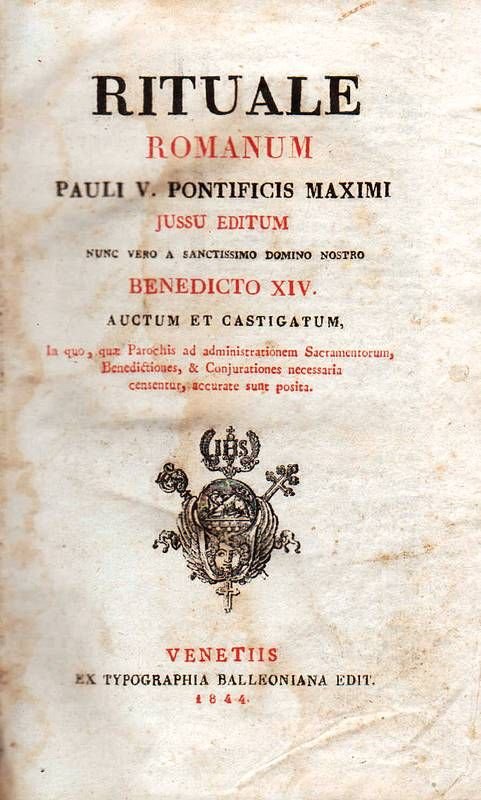 RITUALE
ROMANUM
PAULI V. PONTIFICIS MAXIMI
JUSSU EDITUM
NUNC VERO A SANCTISSIMO DOMINO NOSTRO
BENEDICTO XIV.
AUCTUM ET CASTIGATUM,
In quo, quæ Parochis ad administrationem Sacramentorum,
Benedictiones, & Conjurationes necessaria
censentur, accurate sunt posita.
IHS
VENETIIS
EX TYPOGRAPHIA BALLEONIANA EDIT.
1844.